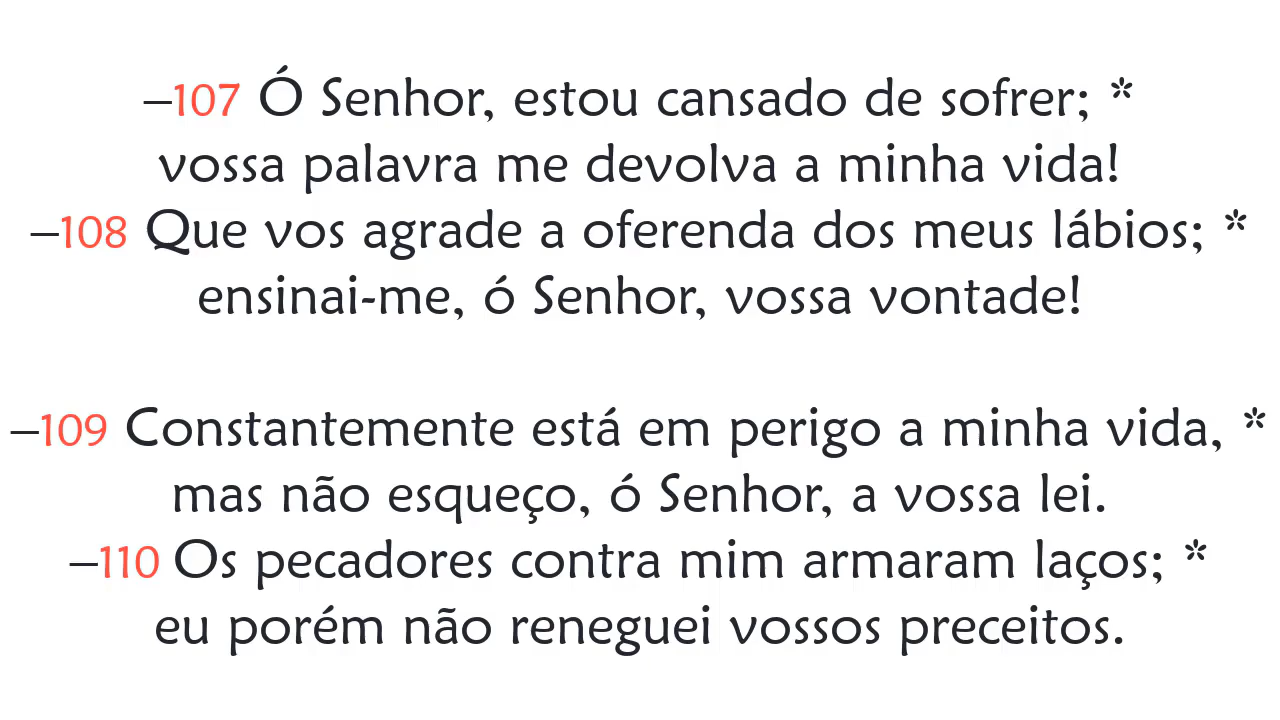 –107 Ó Senhor, estou cansado de sofrer; *
vossa palavra me devolva a minha vida!
–108 Que vos agrade a oferenda dos meus lábios; *
ensinai-me, ó Senhor, vossa vontade!
–109 Constantemente está em perigo a minha vida, *
mas não esqueço, ó Senhor, a vossa lei.
–110 Os pecadores contra mim armaram laços; *
eu porém não reneguei vossos preceitos.